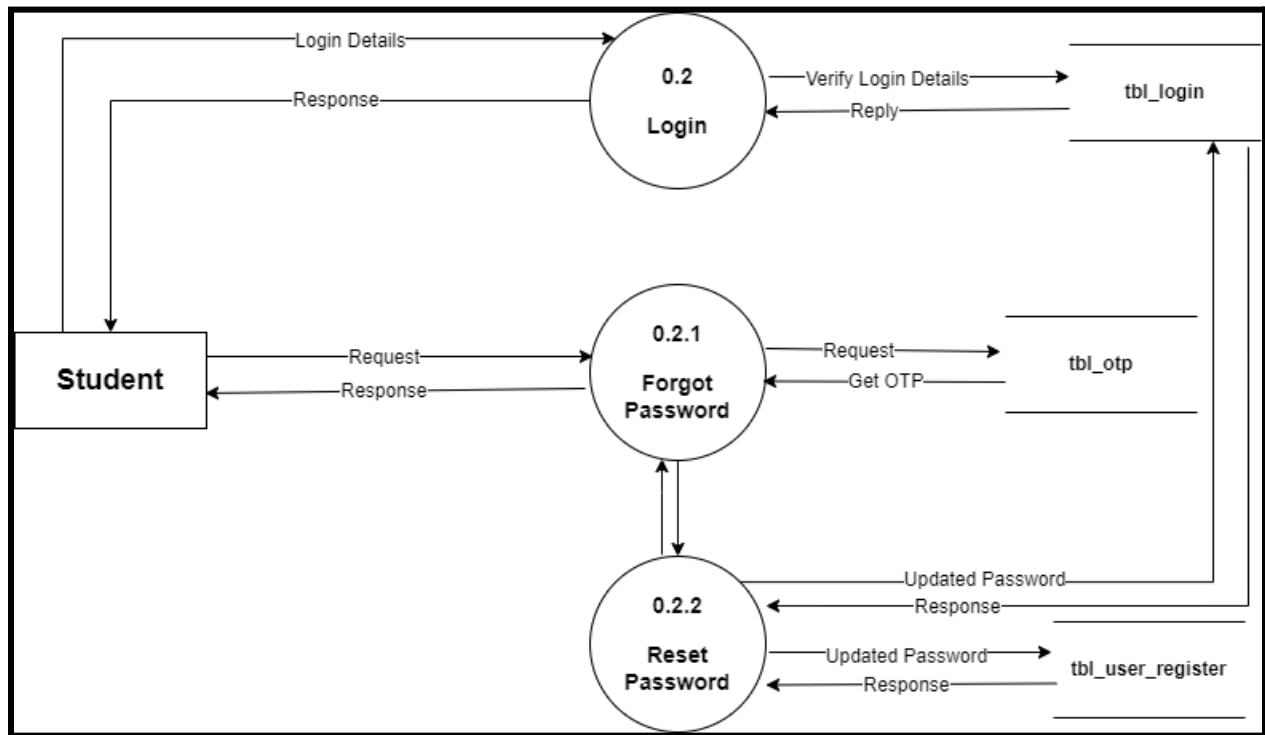 Login Details
0.2
Login
Verify Login Details
tbl_login
Response
Reply
Student
Request
Response
0.2.1
Forgot
Password
Request
Get OTP
tbl_otp
0.2.2
Reset
Password
Updated Password
Response
Updated Password
Response
tbl_user_register